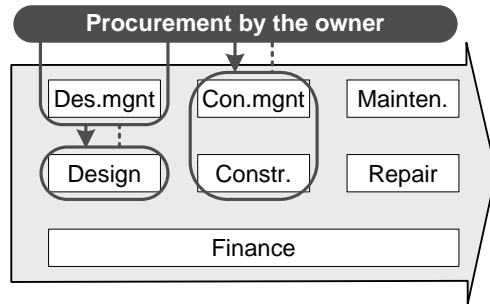 Procurement by the owner
Des.mgnt Con.mgnt Mainten.
Design Constr. Repair
Finance